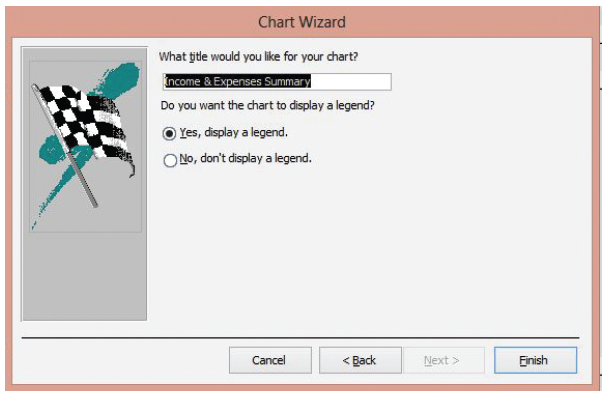 Chart Wizard
What title would you like for your chart?
Income & Expenses Summary
Do you want the chart to display a legend?
Yes, display a legend.
No, don't display a legend.
Cancel < Back Next > Finish